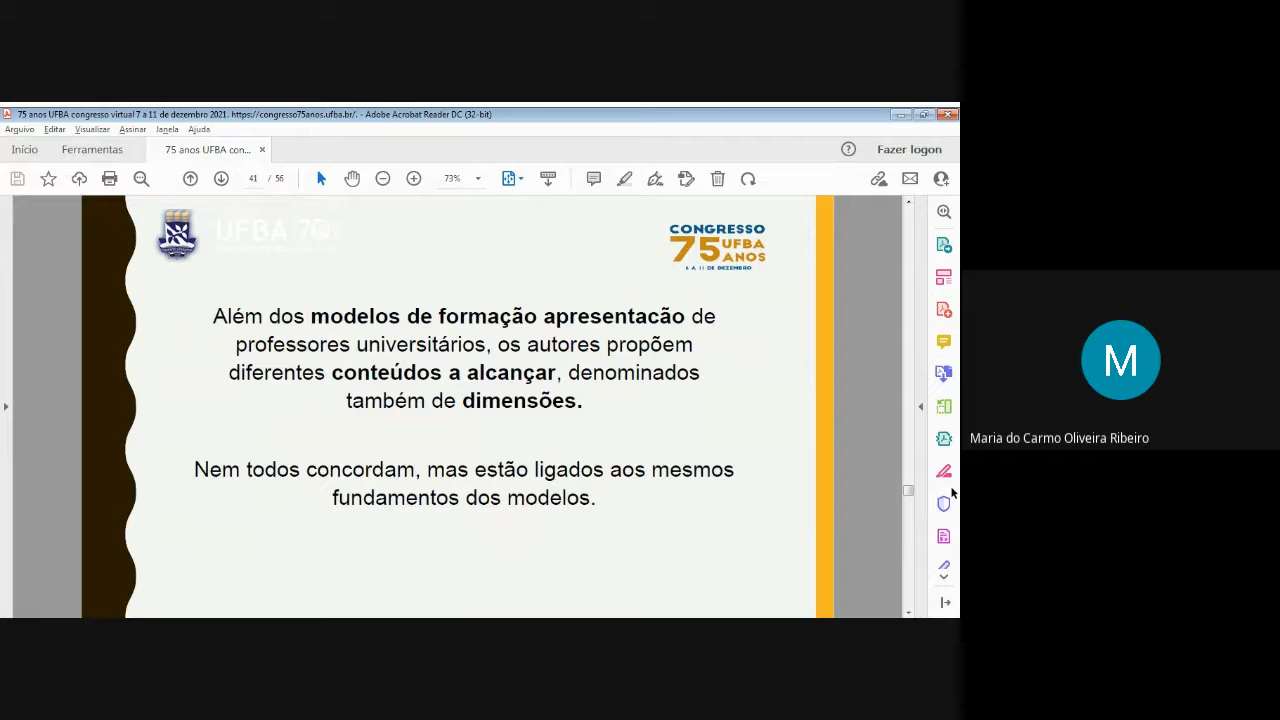 75 anos UFBA congresso virtual 7 a 11 de dezembro 2021. https://congresso75anos.ufba.br/. - Adobe Acrobat Reader DC (32-bit)
Arquivo Editar Visualizar Assinar Janela Ajuda
Início Ferramentas 75 anos UFBA con... × Fazer logon
41 / 56 73%
UFBA 70
CONGRESSO
75 UFBA
ANOS
6 A 11 DE DEZEMBRO
Além dos modelos de formação apresentacão de
professores universitários, os autores propõem
diferentes conteúdos a alcançar, denominados
também de dimensões.
Nem todos concordam, mas estão ligados aos mesmos
fundamentos dos modelos.
M
Maria do Carmo Oliveira Ribeiro